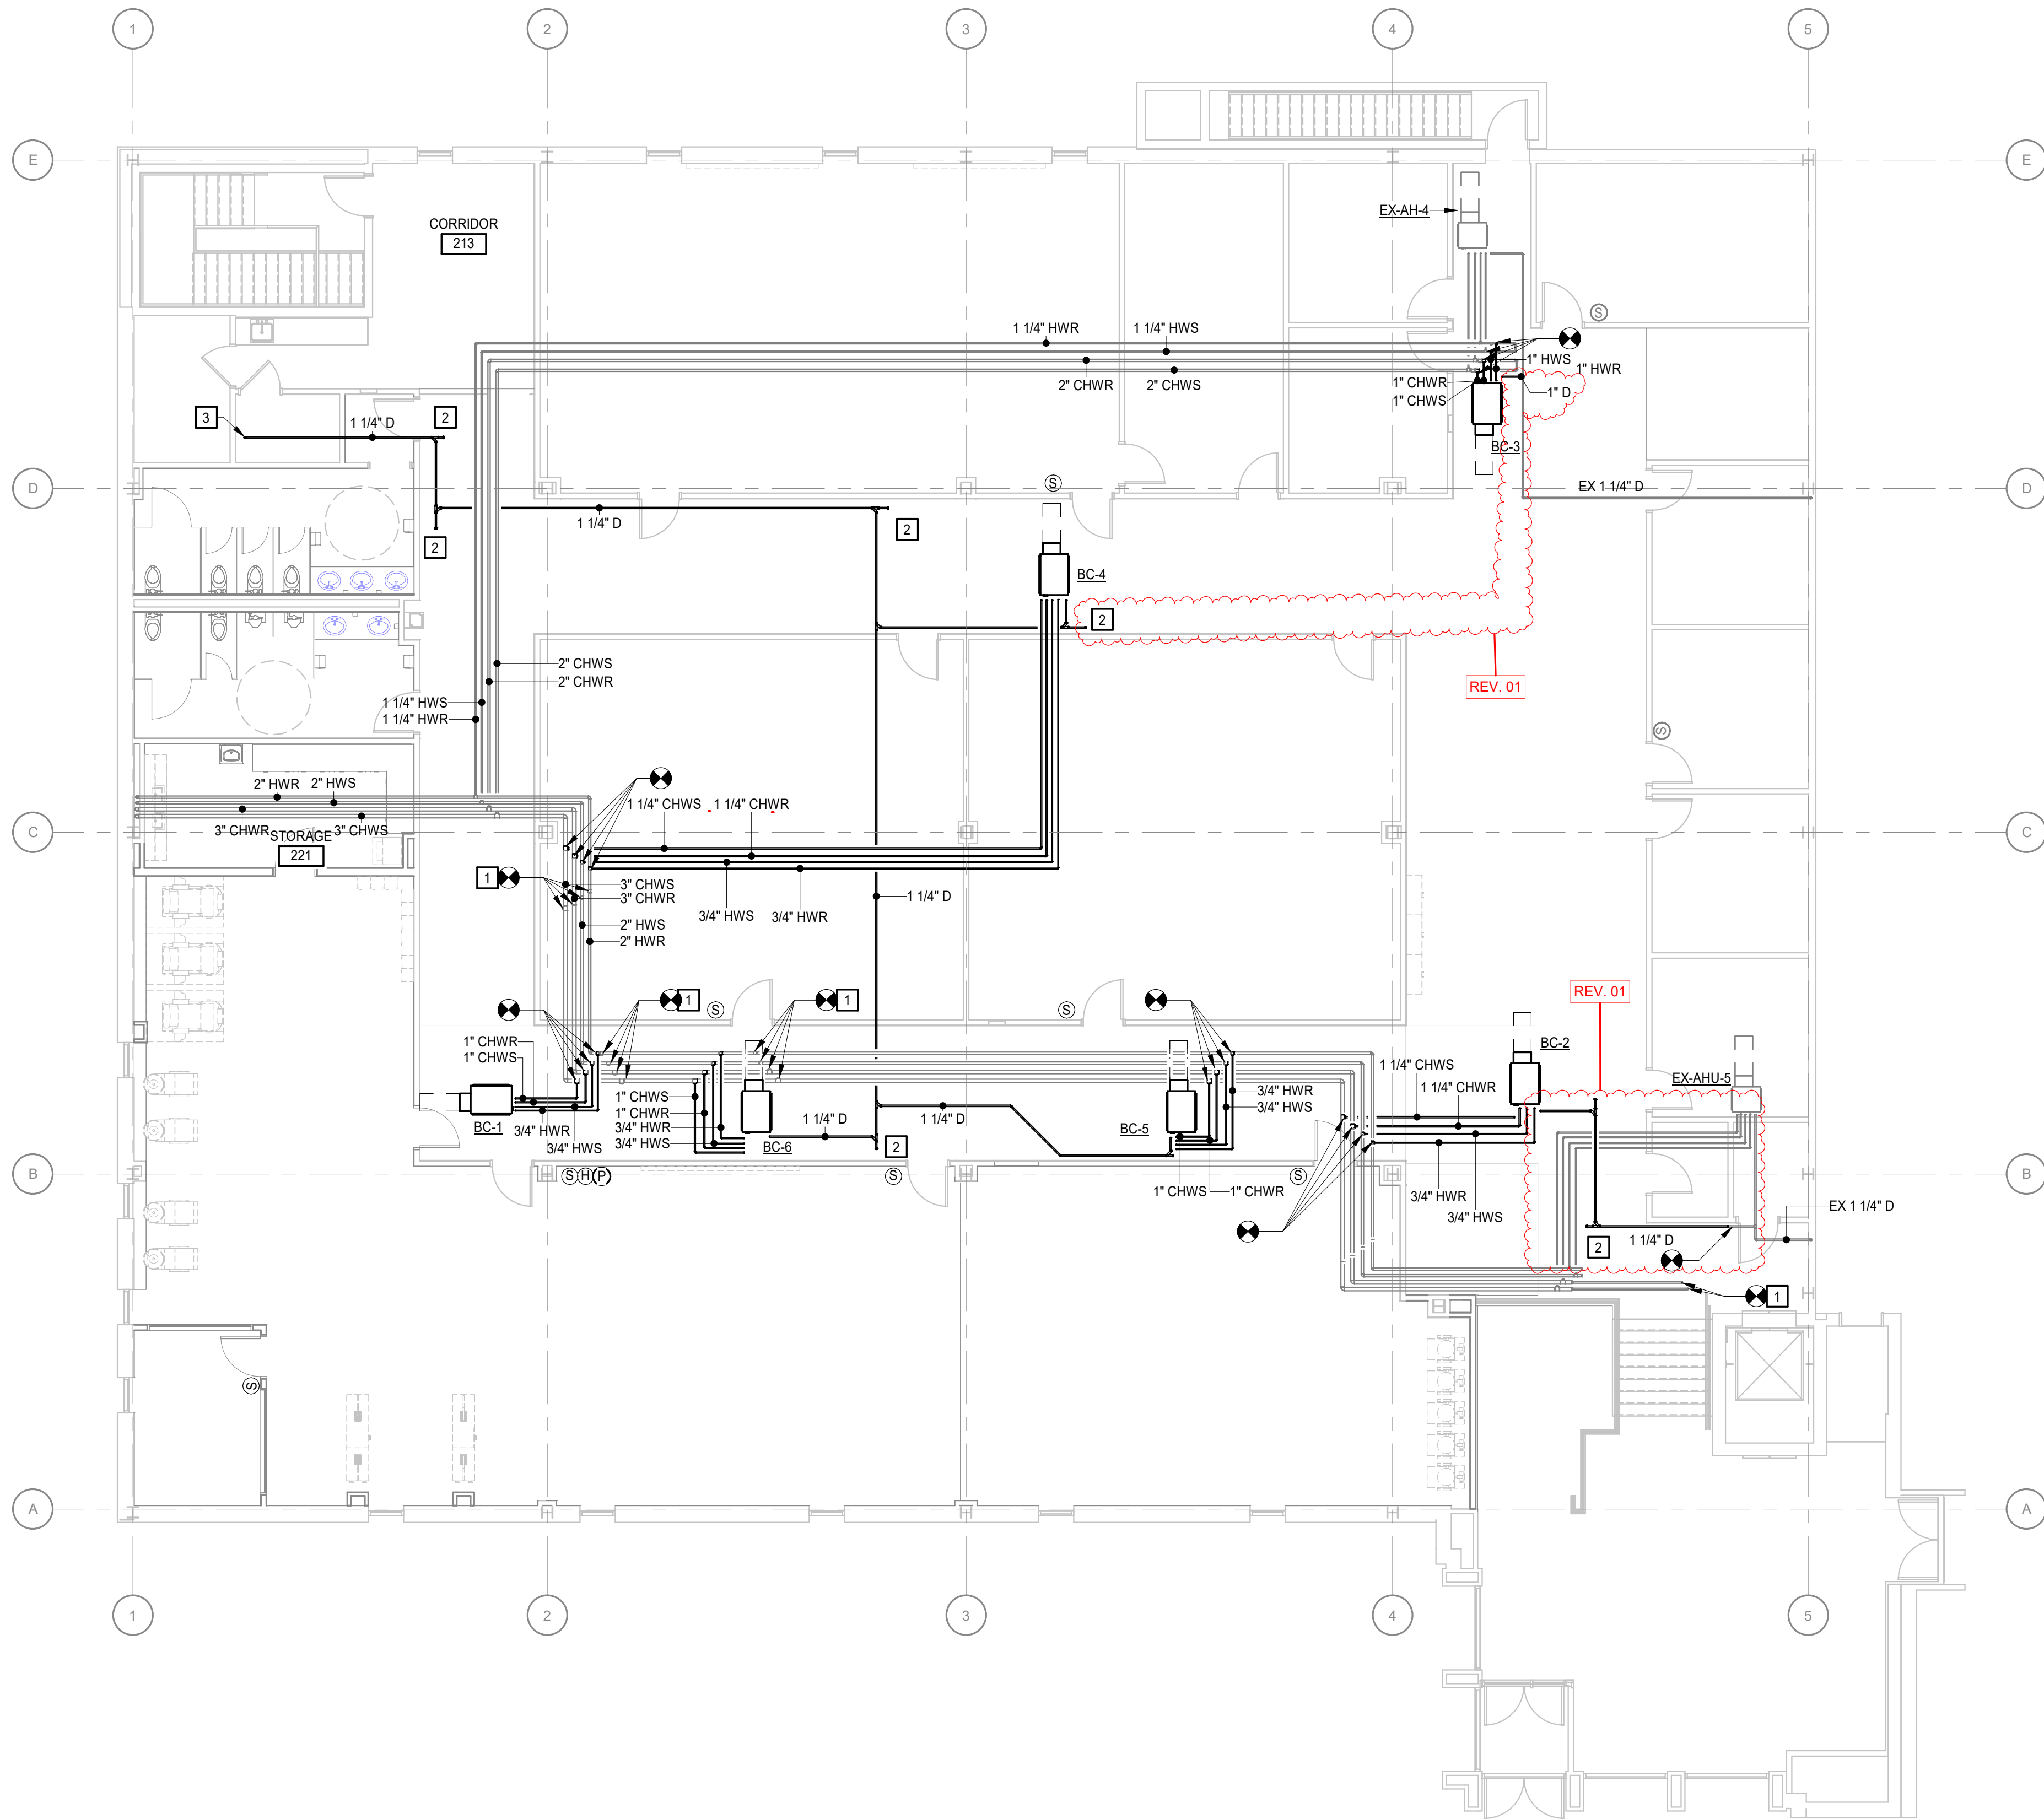 1
2
3
4
5
E
E
EX-AH-4
CORRIDOR
213
S
1 1/4" HWR
1 1/4" HWS
1" HWS
1" HWR
2" CHWR
2" CHWS
1" CHWR
1" CHWS
1" D
3
1 1/4" D
2
BC-3
D
EX 1 1/4" D
D
S
1 1/4" D
2
2
BC-4
2
2" CHWS
2" CHWR
REV. 01
1 1/4" HWS
1 1/4" HWR
S
2" HWR
2" HWS
1 1/4" CHWS
1 1/4" CHWR
3" CHWR
3" CHWS
C
STORAGE
221
C
1
3" CHWS
3" CHWR
1 1/4" D
3/4" HWS
3/4" HWR
2" HWS
2" HWR
REV. 01
1
S
1
S
1" CHWR
1" CHWS
BC-2
1 1/4" CHWS
EX-AHU-5
1 1/4" CHWR
1" CHWS
1" CHWR
3/4" HWR
3/4" HWS
3/4" HWR
3/4" HWS
1 1/4" D
1 1/4" D
BC-1
3/4" HWR
3/4" HWS
BC-6
2
BC-5
B
S
H
P
S
S
B
1" CHWS
1" CHWR
3/4" HWR
3/4" HWS
EX 1 1/4" D
2
1 1/4" D
1
S
A
A
1
2
3
4
5